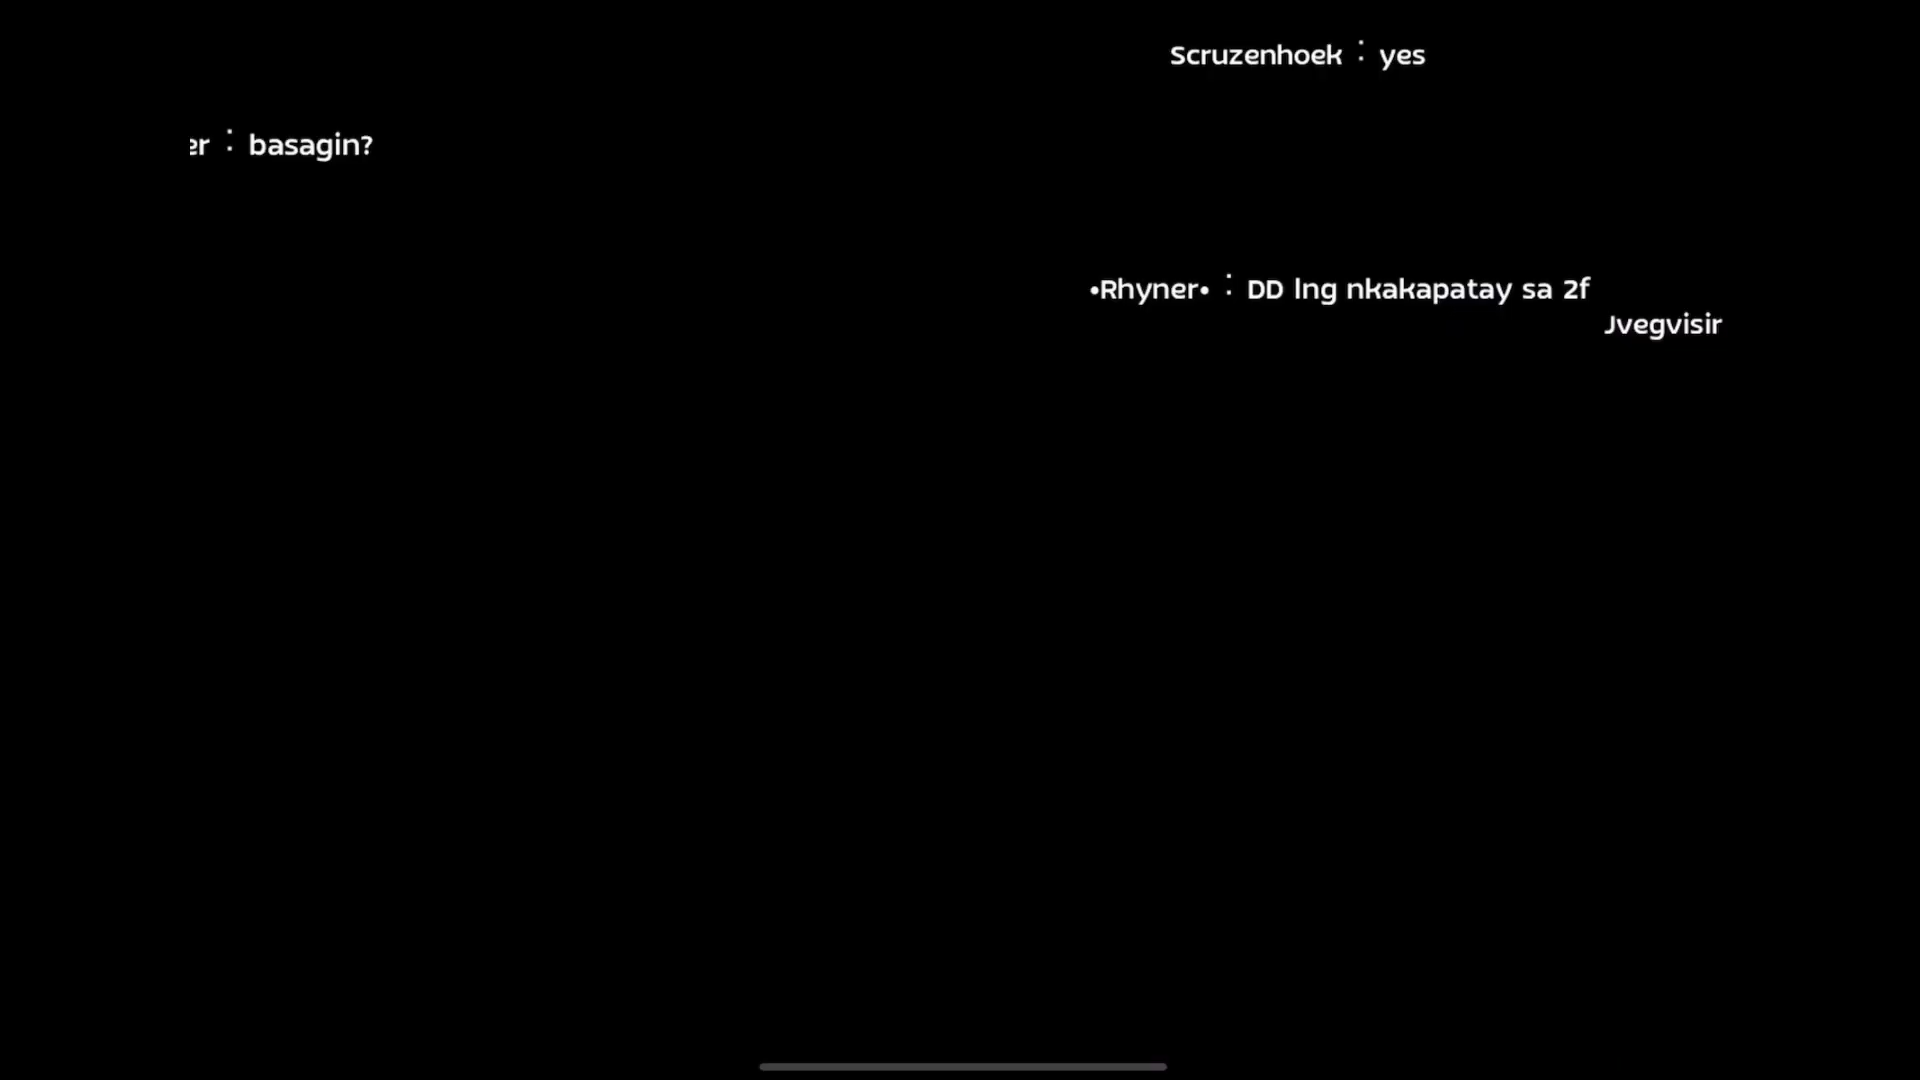 Scruzenhoek : yes
er : basagin?
•Rhyner• : DD lng nkakapatay sa 2f
Jvegvisir